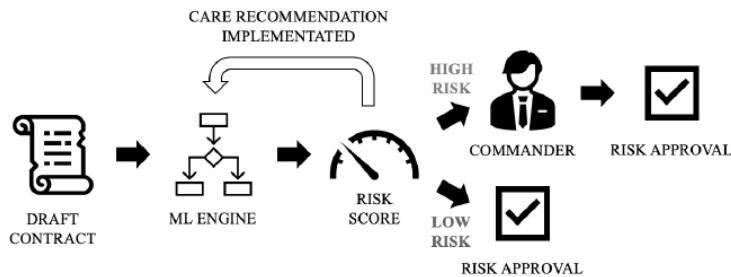 CARE RECOMMENDATION
IMPLEMENTATED
HIGH
RISK
COMMANDER
RISK APPROVAL
DRAFT
CONTRACT
ML ENGINE
RISK
SCORE
LOW
RISK
RISK APPROVAL